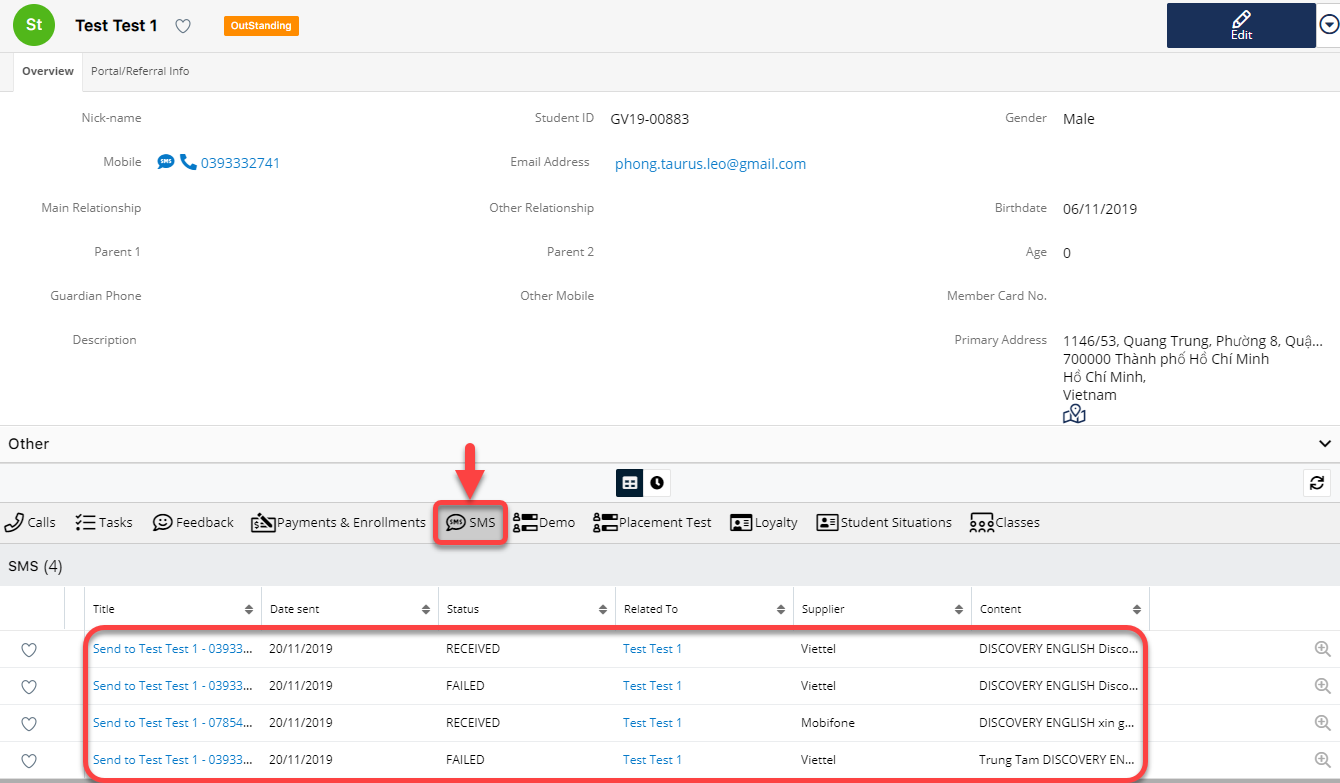 St Test Test 1 OutStanding Edit
Overview Portal/Referral Info
Nick-name Student ID GV19-00883 Gender Male
Mobile SMS 0393332741 Email Address phong.taurus.leo@gmail.com
Main Relationship Other Relationship Birthdate 06/11/2019
Parent 1 Parent 2 Age 0
Guardian Phone Other Mobile Member Card No.
Description Primary Address 1146/53, Quang Trung, Phường 8, Quậ...
700000 Thành phố Hồ Chí Minh
Hồ Chí Minh,
Vietnam
Other
Calls Tasks Feedback Payments & Enrollments SMS SMS Demo Placement Test Loyalty Student Situations Classes
SMS (4)
Title Date sent Status Related To Supplier Content
Send to Test Test 1 - 03933... 20/11/2019 RECEIVED Test Test 1 Viettel DISCOVERY ENGLISH Disco...
Send to Test Test 1 - 03933... 20/11/2019 FAILED Test Test 1 Viettel DISCOVERY ENGLISH Disco...
Send to Test Test 1 - 07854... 20/11/2019 RECEIVED Test Test 1 Mobifone DISCOVERY ENGLISH xin g...
Send to Test Test 1 - 03933... 20/11/2019 FAILED Test Test 1 Viettel Trung Tam DISCOVERY EN...